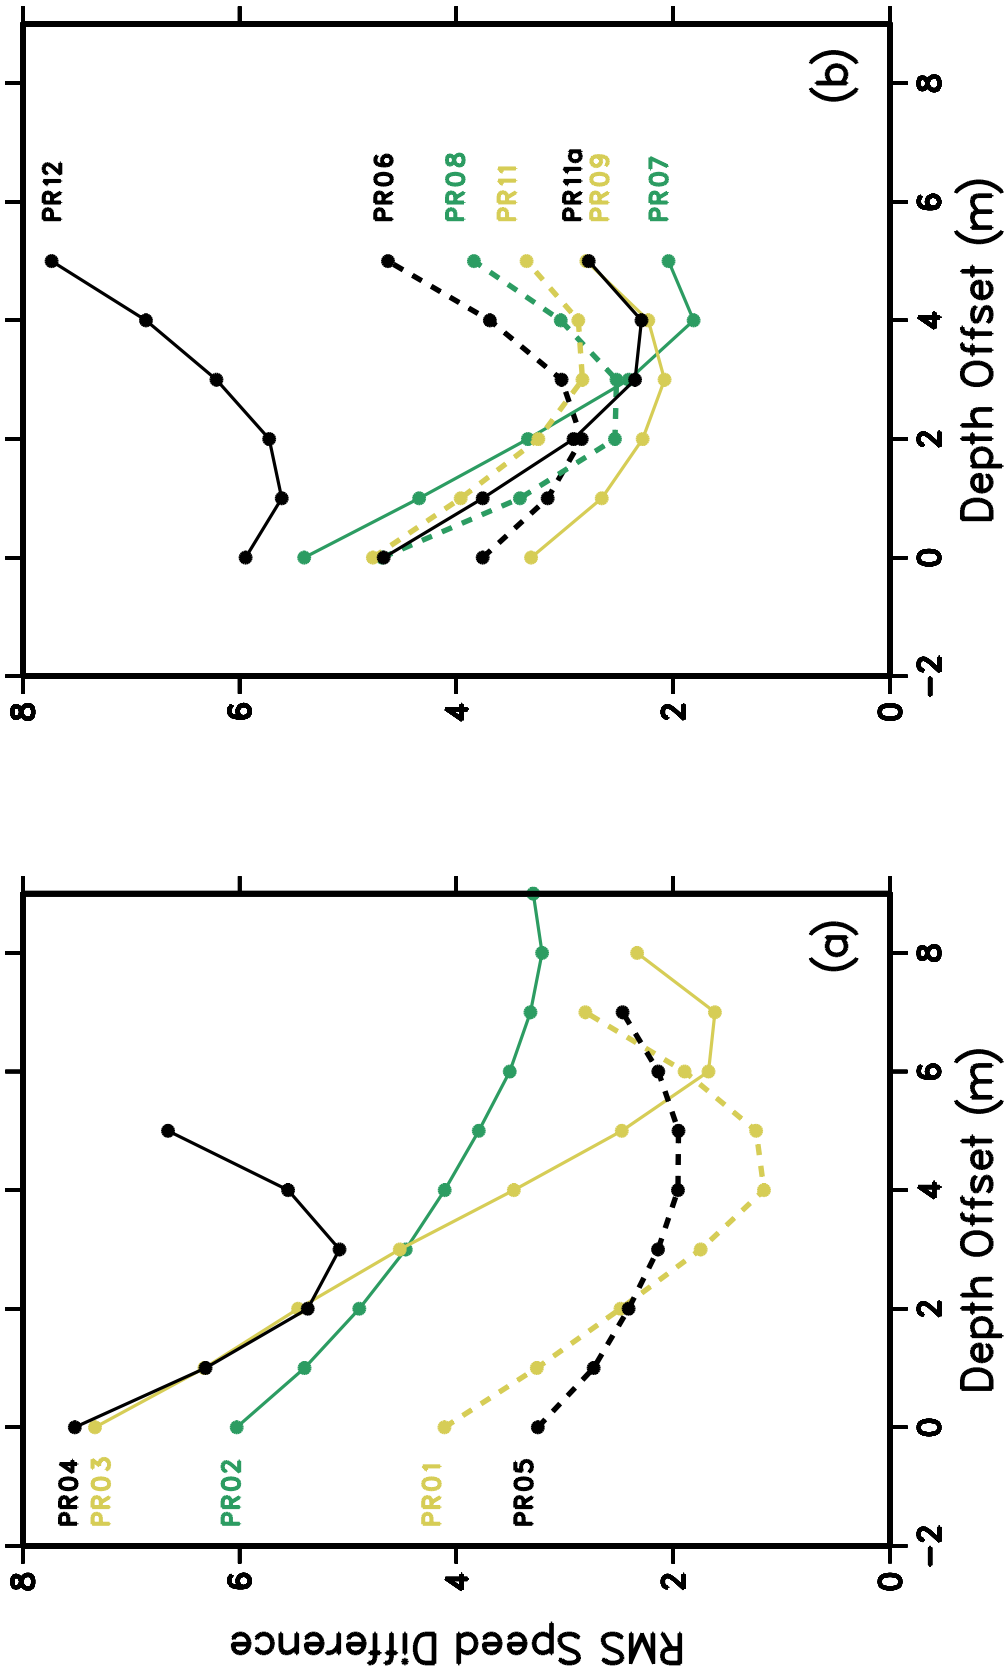 RMS Speed Difference
8
6
4
2
0
PR04
PR03
PR02
PR01
PR05
(a)
−2 0 2 4 6 8
Depth Offset (m)
8
6
4
2
0
PR12
PR06
PR08
PR11
PR11a
PR09
PR07
(b)
−2 0 2 4 6 8
Depth Offset (m)